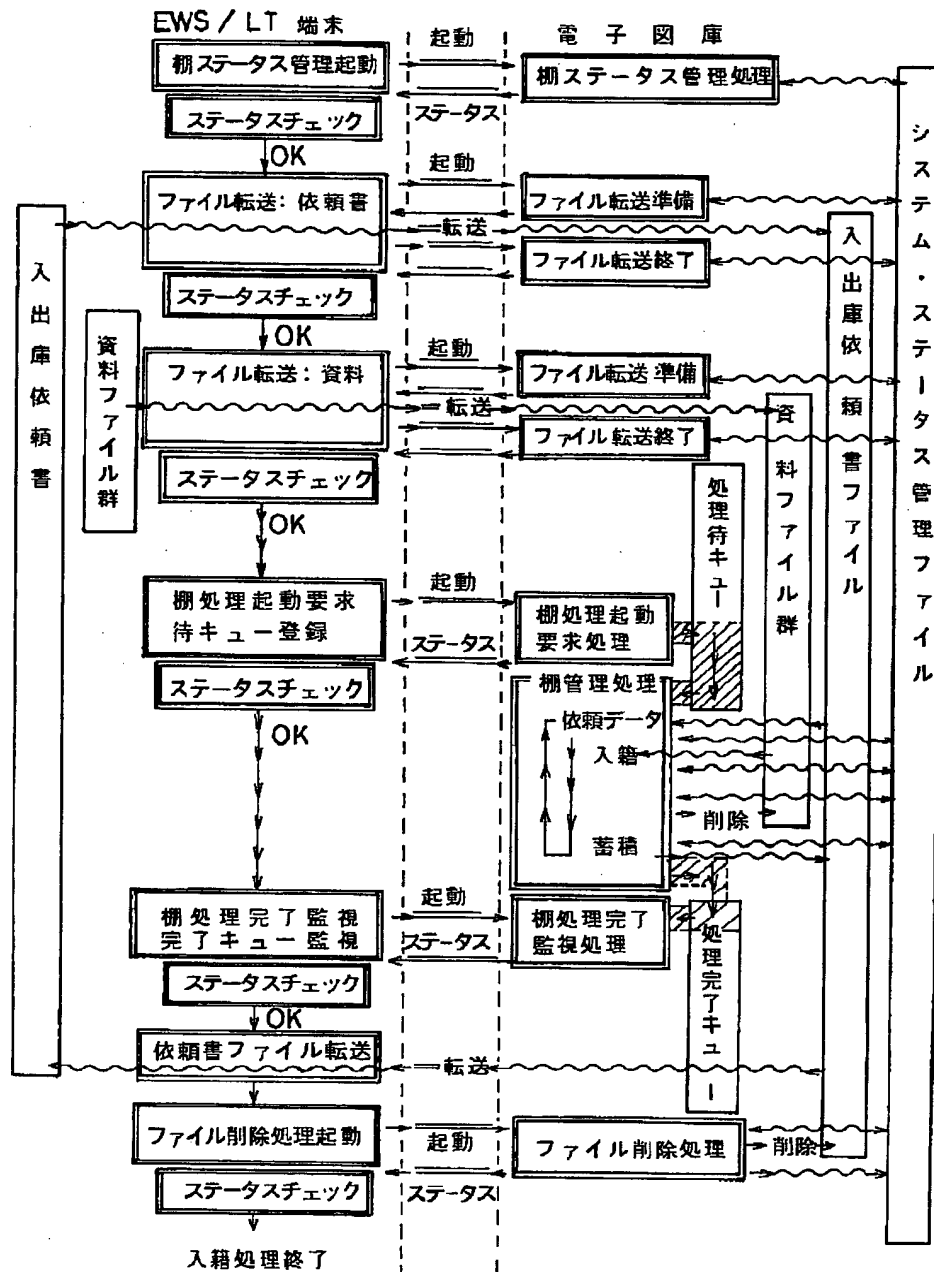 EWS / LT 端末
起動
電子図庫
棚ステータス管理起動
棚ステータス管理処理
ステータスチェック
ステータス
OK
起動
ファイル転送：依頼書
ファイル転送準備
転送
ファイル転送終了
ステータスチェック
OK
起動
ファイル転送：資料
ファイル転送準備
転送
ファイル転送終了
ステータスチェック
OK
起動
棚処理起動要求
待キュー登録
棚処理起動
要求処理
ステータス
ステータスチェック
棚管理処理
OK
依頼データ
入籍
削除
蓄積
起動
棚処理完了監視
完了キュー監視
棚処理完了
監視処理
ステータス
ステータスチェック
OK
依頼書ファイル転送
転送
ファイル削除処理起動
起動
ファイル削除処理
削除
ステータスチェック
ステータス
入籍処理終了
入出庫依頼書
資料ファイル群
処理待キュー
処理完了キュー
資料ファイル群
入出庫依頼書ファイル
システム・ステータス管理ファイル